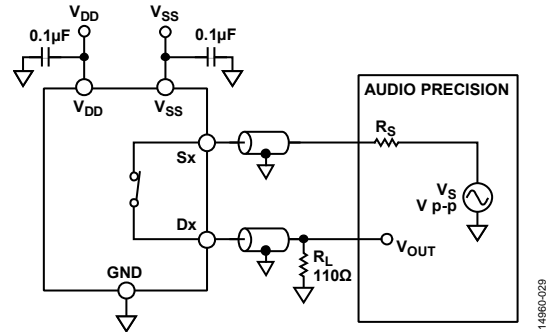 VDD
VSS
0.1µF
0.1µF
VDD
VSS
AUDIO PRECISION
Sx
RS
VS
V p-p
Dx
VOUT
RL
110Ω
GND
14960-029